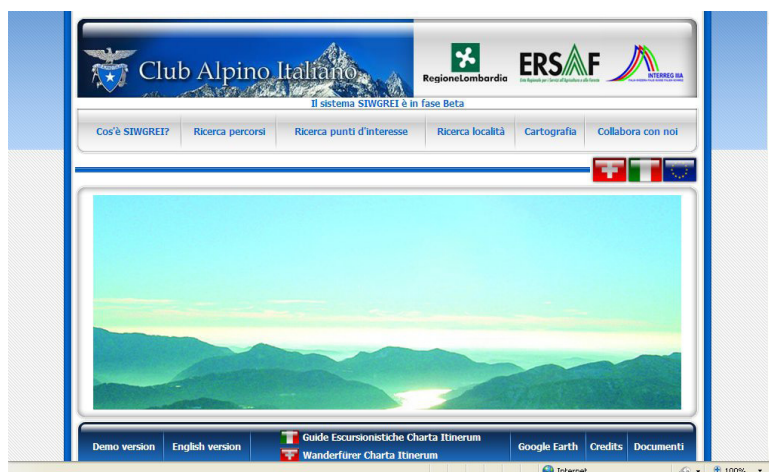 Club Alpino Italiano
RegioneLombardia
ERSAF
INTERREG IIIA
Il sistema SIWGREI è in fase Beta
Cos'è SIWGREI? Ricerca percorsi Ricerca punti d'interesse Ricerca località Cartografia Collabora con noi
Guide Escursionistiche Charta Itinerum
Demo version English version Google Earth Credits Documenti
Wanderfürer Charta Itinerum
Internet 100%